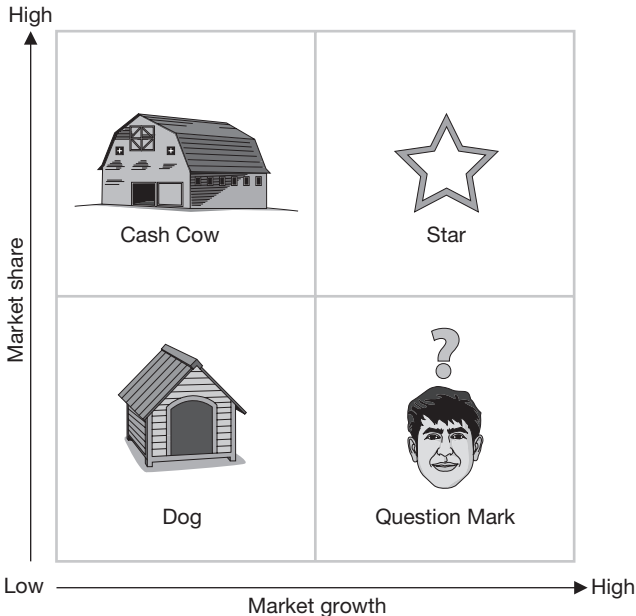 High
Market share
Cash Cow
Star
?
Dog
Question Mark
Low
High
Market growth